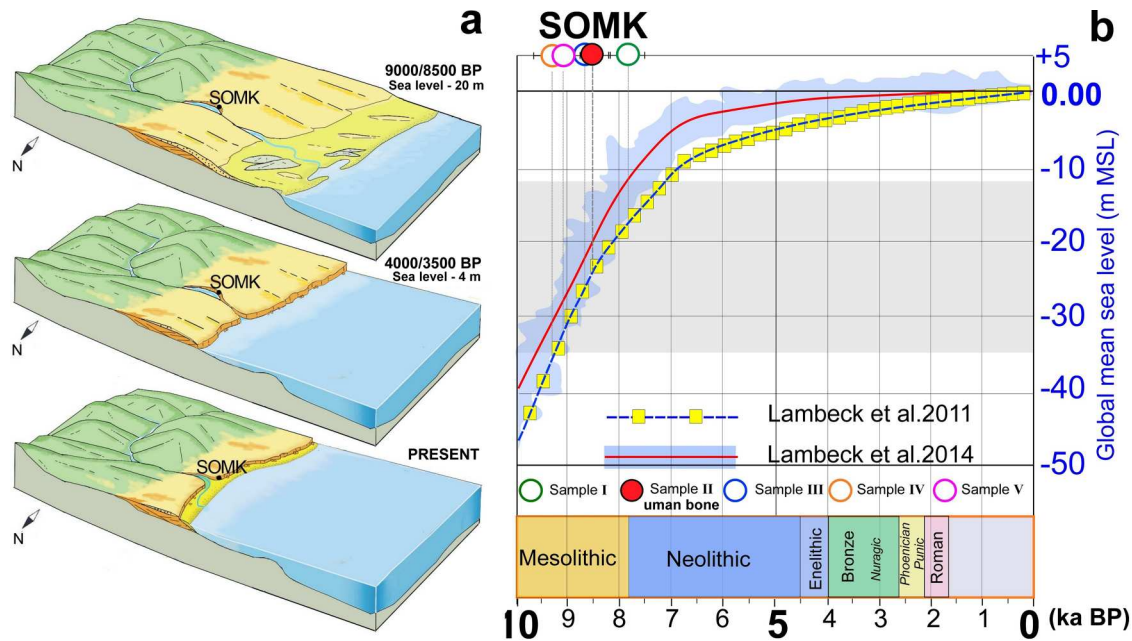 a
9000/8500 BP
Sea level - 20 m
SOMK
N
4000/3500 BP
Sea level - 4 m
SOMK
N
PRESENT
SOMK
N
SOMK
b
+5
0.00
-10
-20
-30
-40
-50
Global mean sea level (m MSL)
Lambeck et al.2011
Lambeck et al.2014
Sample I
Sample II
uman bone
Sample III
Sample IV
Sample V
Mesolithic
Neolithic
Enelithic
Bronze
Nuragic
Phoenician
Punic
Roman
10 9 8 7 6 5 4 3 2 1 0 (ka BP)